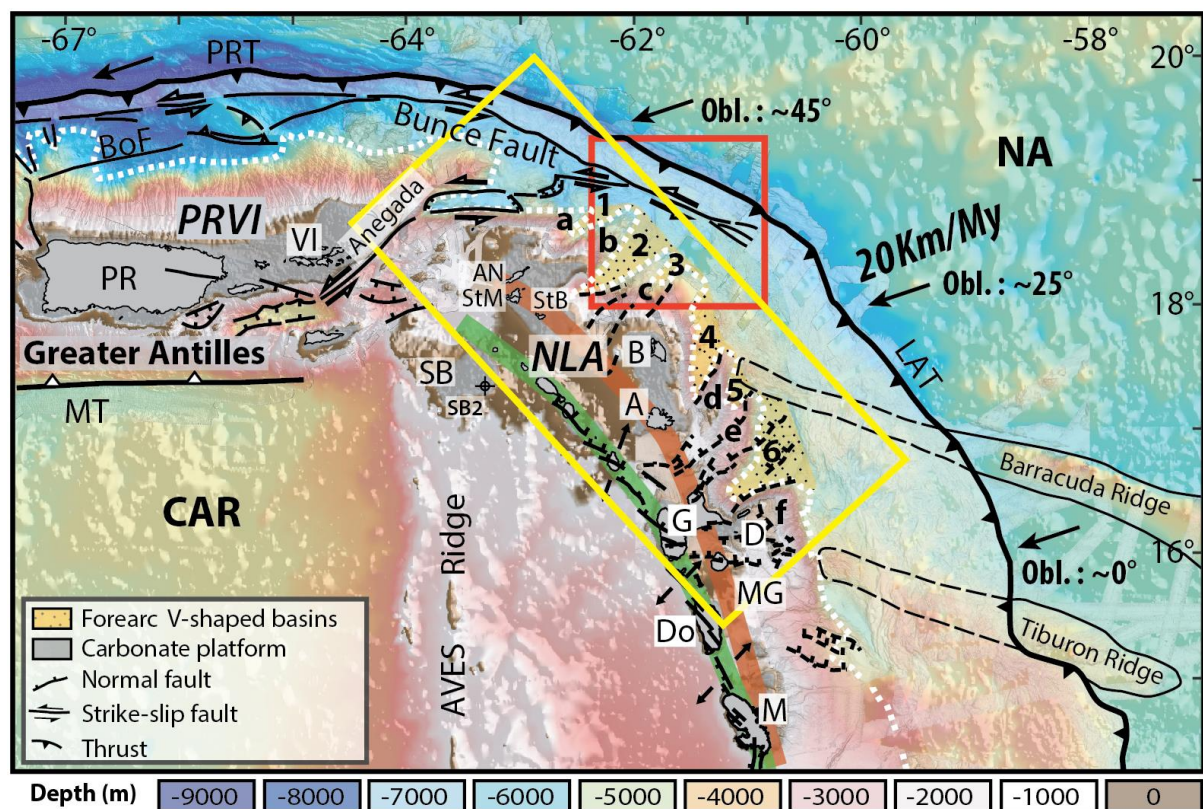 -67° -64° -62° -60° -58°
PRT
20°
Obl.: ~45°
Bunce Fault
NA
BoF
Anegada
1
a
PRVI
b
2
VI
3
20Km/My
Obl.: ~25°
PR
AN
StM
StB
c
18°
4
LAT
Greater Antilles
NLA
B
SB
5
d
SB2
A
MT
e
6
Barracuda Ridge
CAR
f
G
D
16°
Obl.: ~0°
AVES Ridge
MG
Do
Tiburon Ridge
M
Forearc V-shaped basins
Carbonate platform
Normal fault
Strike-slip fault
Thrust
Depth (m) -9000 -8000 -7000 -6000 -5000 -4000 -3000 -2000 -1000 0